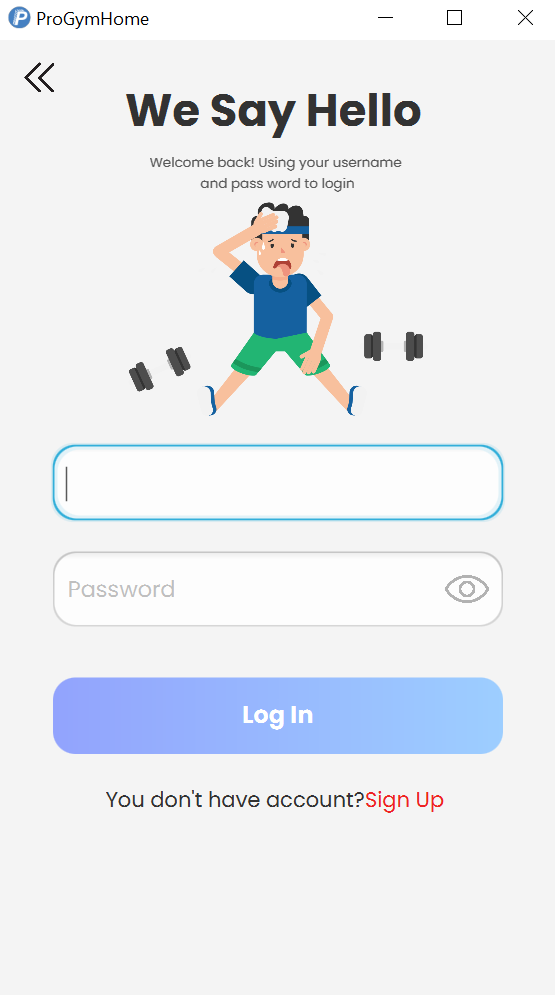 ProGymHome
We Say Hello
Welcome back! Using your username
and pass word to login
Password
Log In
You don't have account?Sign Up